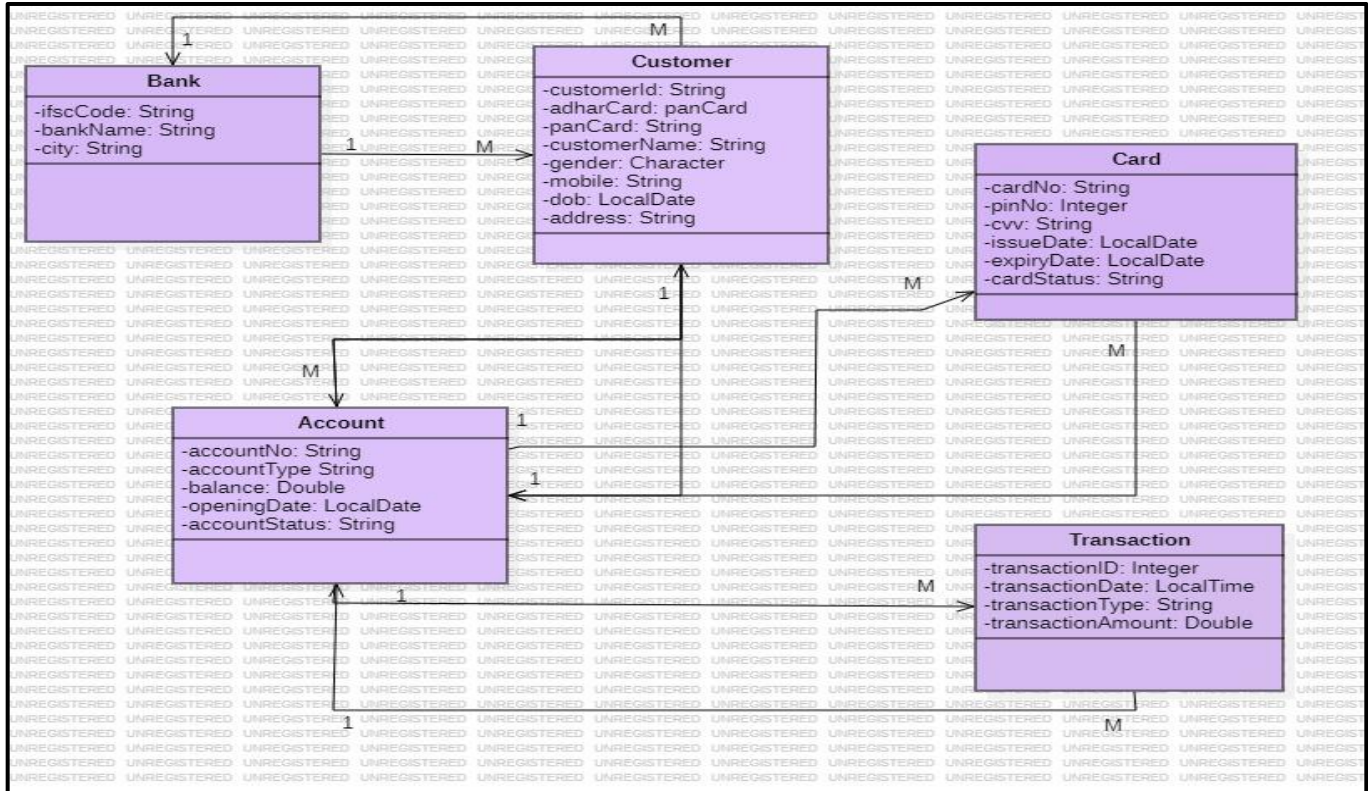 Bank
-ifscCode: String
-bankName: String
-city: String
Customer
-customerId: String
-adharCard: panCard
-panCard: String
-customerName: String
-gender: Character
-mobile: String
-dob: LocalDate
-address: String
Card
-cardNo: String
-pinNo: Integer
-cvv: String
-issueDate: LocalDate
-expiryDate: LocalDate
-cardStatus: String
Account
-accountNo: String
-accountType String
-balance: Double
-openingDate: LocalDate
-accountStatus: String
Transaction
-transactionID: Integer
-transactionDate: LocalTime
-transactionType: String
-transactionAmount: Double
1
M
1
M
1
M
M
1
M
1
1
M
1
M
UNREGISTERED